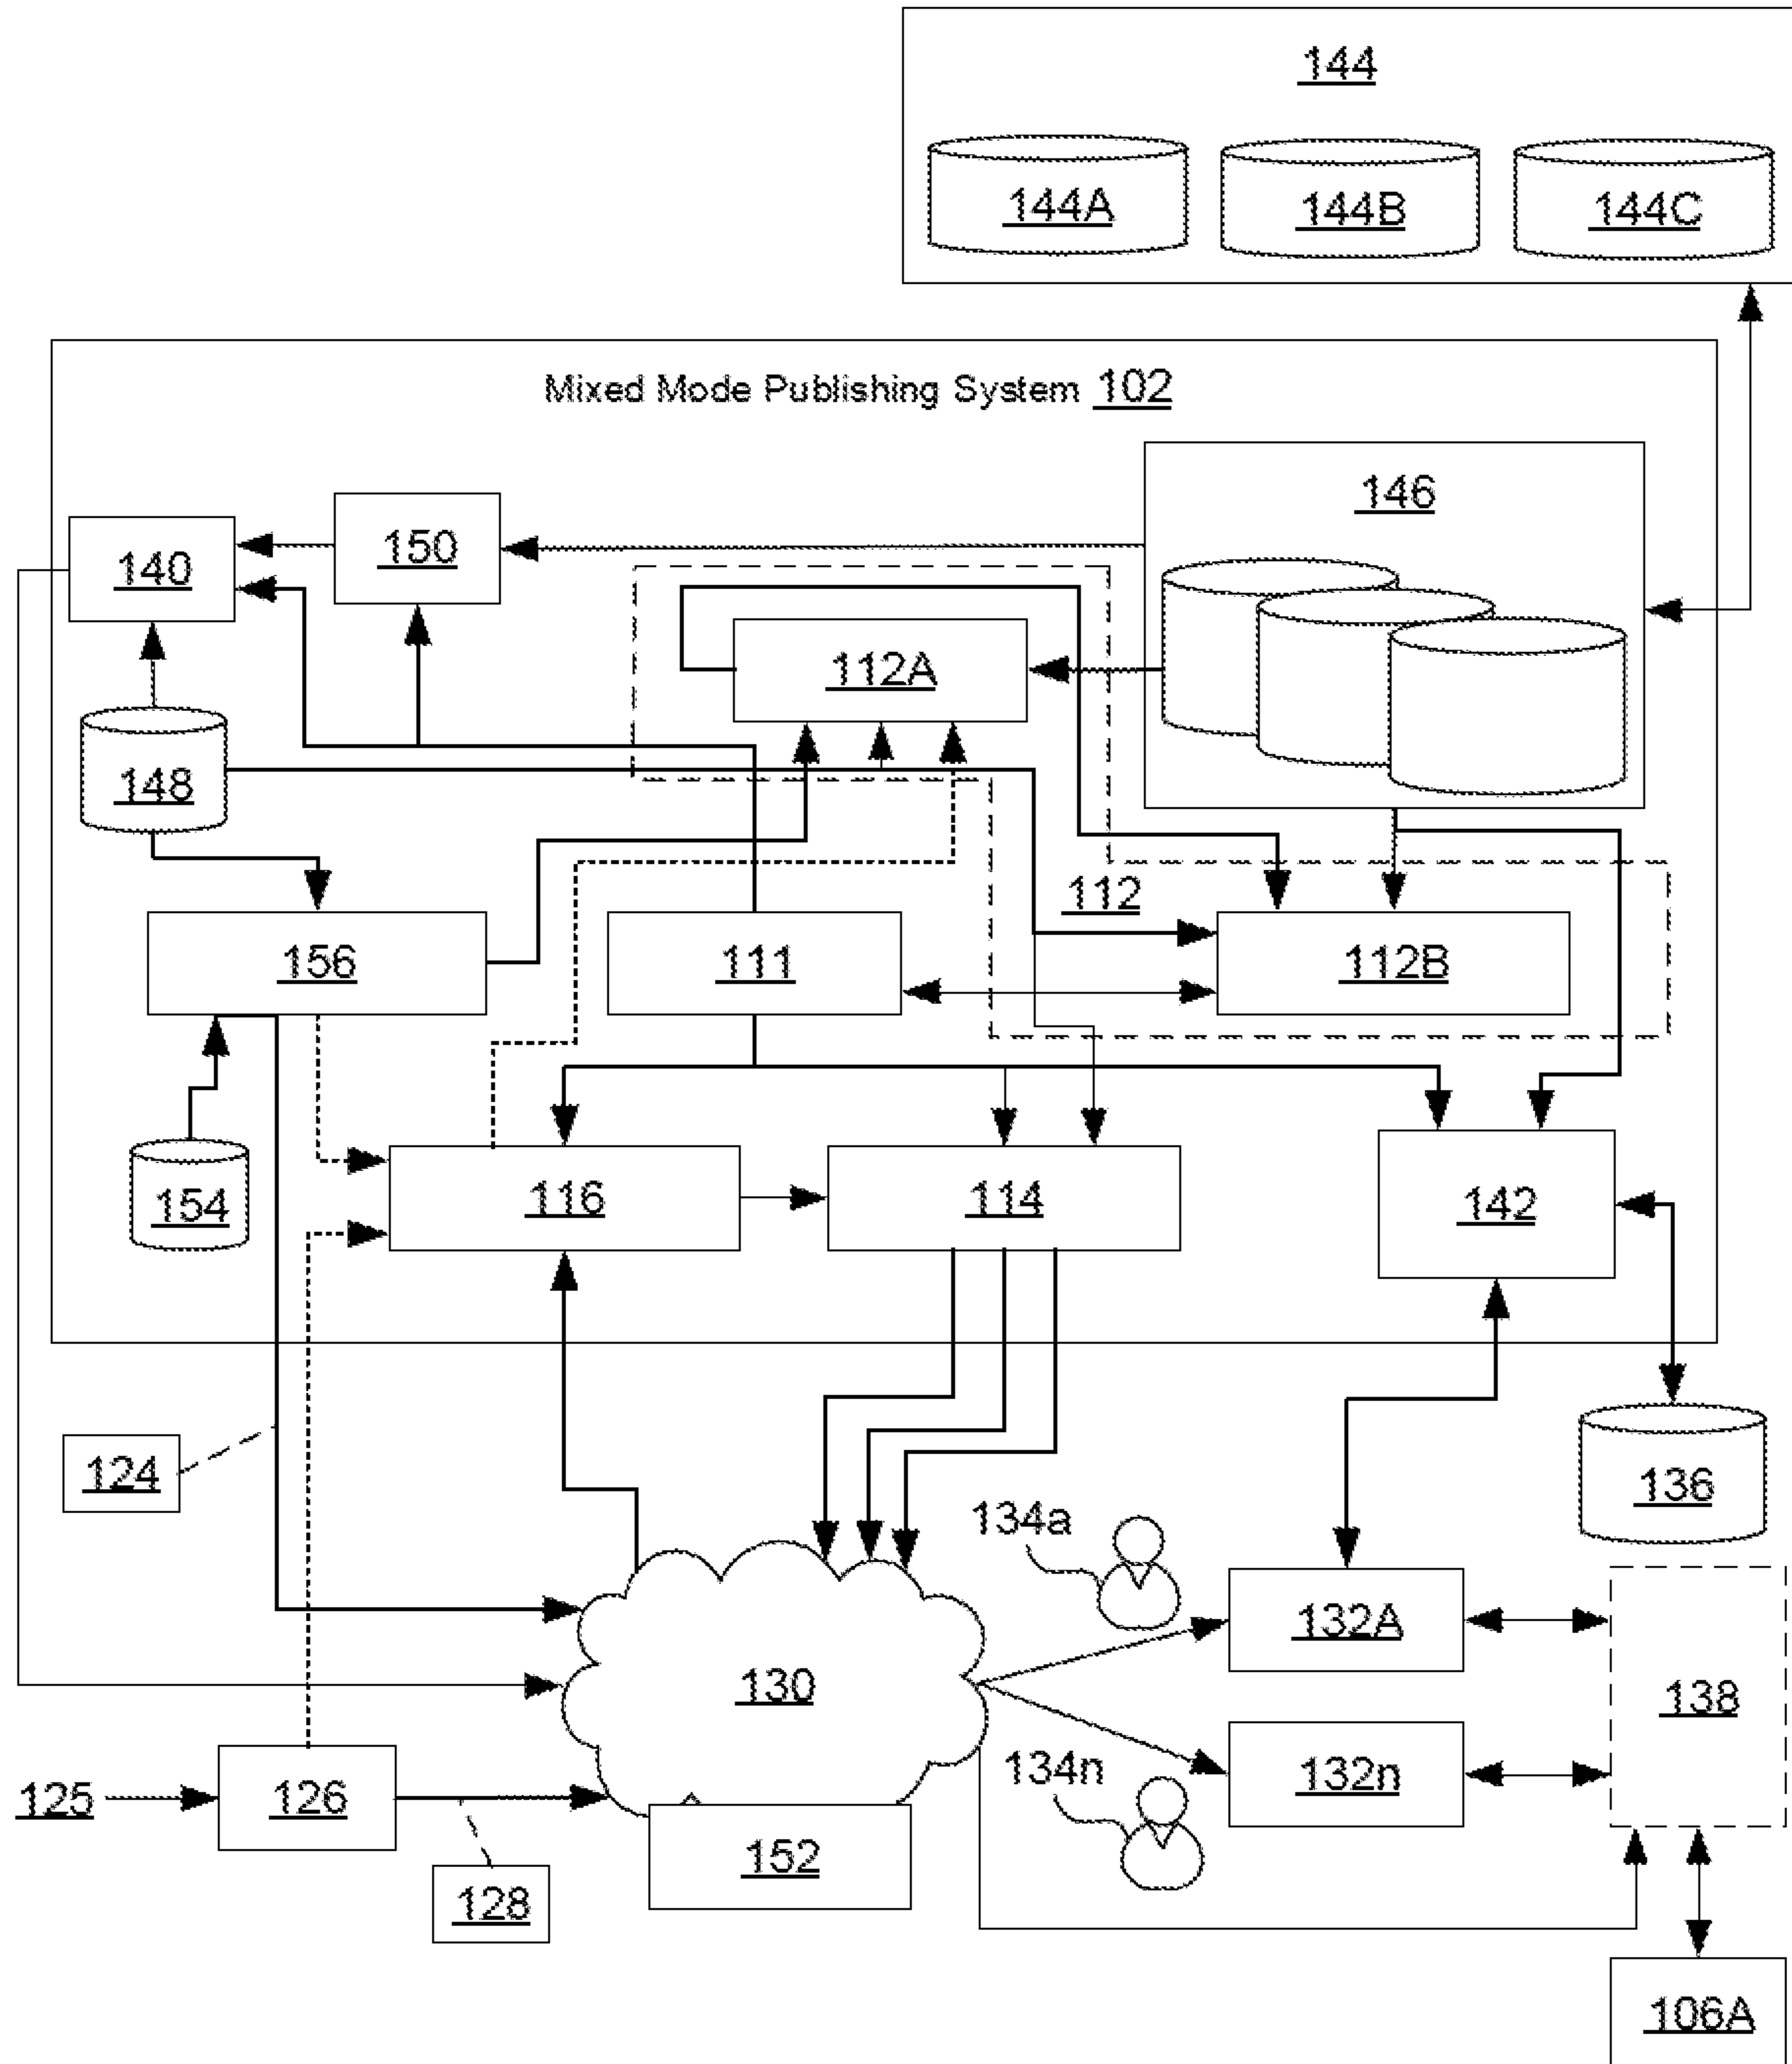 144
144A 144B 144C
Mixed Mode Publishing System 102
146
140 150
112A
148
112
156 111 112B
154 116 114 142
124
134a
136
132A
130
138
134n
132n
125 126
152
128
106A